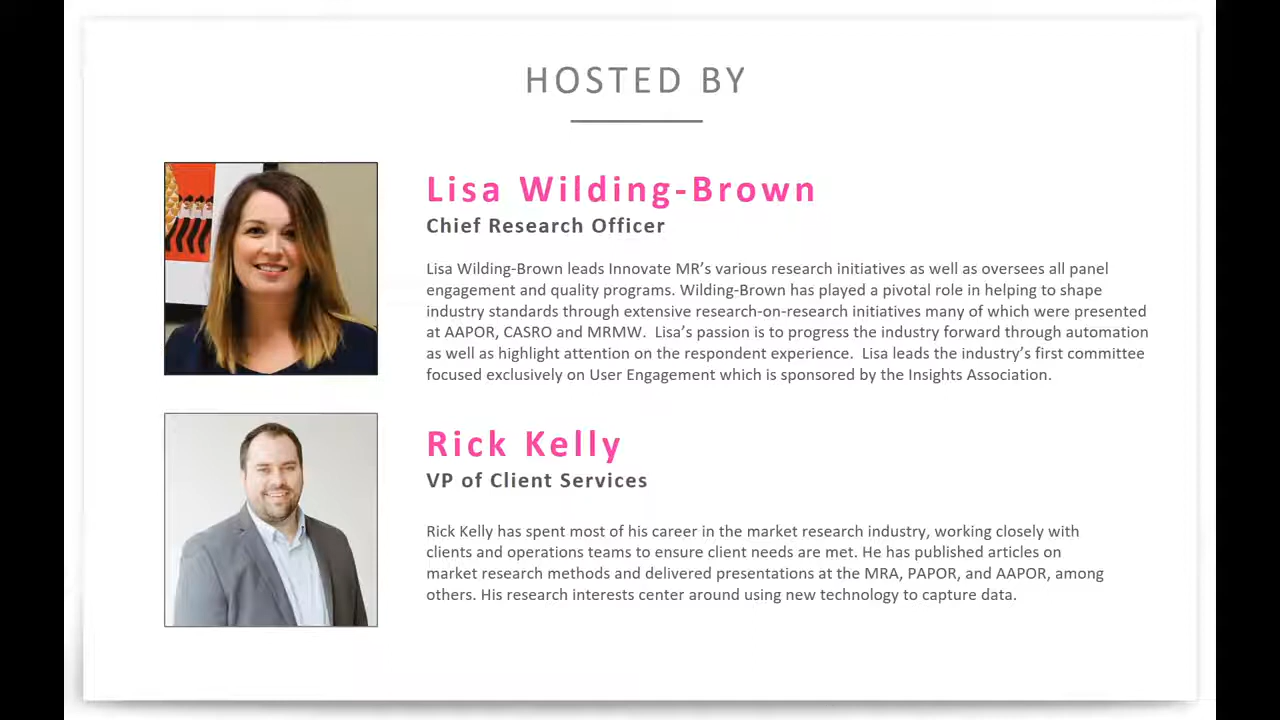 HOSTED BY
Lisa Wilding-Brown
Chief Research Officer
Lisa Wilding-Brown leads Innovate MR's various research initiatives as well as oversees all panel
engagement and quality programs. Wilding-Brown has played a pivotal role in helping to shape
industry standards through extensive research-on-research initiatives many of which were presented
at AAPOR, CASRO and MRMW.  Lisa's passion is to progress the industry forward through automation
as well as highlight attention on the respondent experience.  Lisa leads the industry's first committee
focused exclusively on User Engagement which is sponsored by the Insights Association.
Rick Kelly
VP of Client Services
Rick Kelly has spent most of his career in the market research industry, working closely with
clients and operations teams to ensure client needs are met. He has published articles on
market research methods and delivered presentations at the MRA, PAPOR, and AAPOR, among
others. His research interests center around using new technology to capture data.